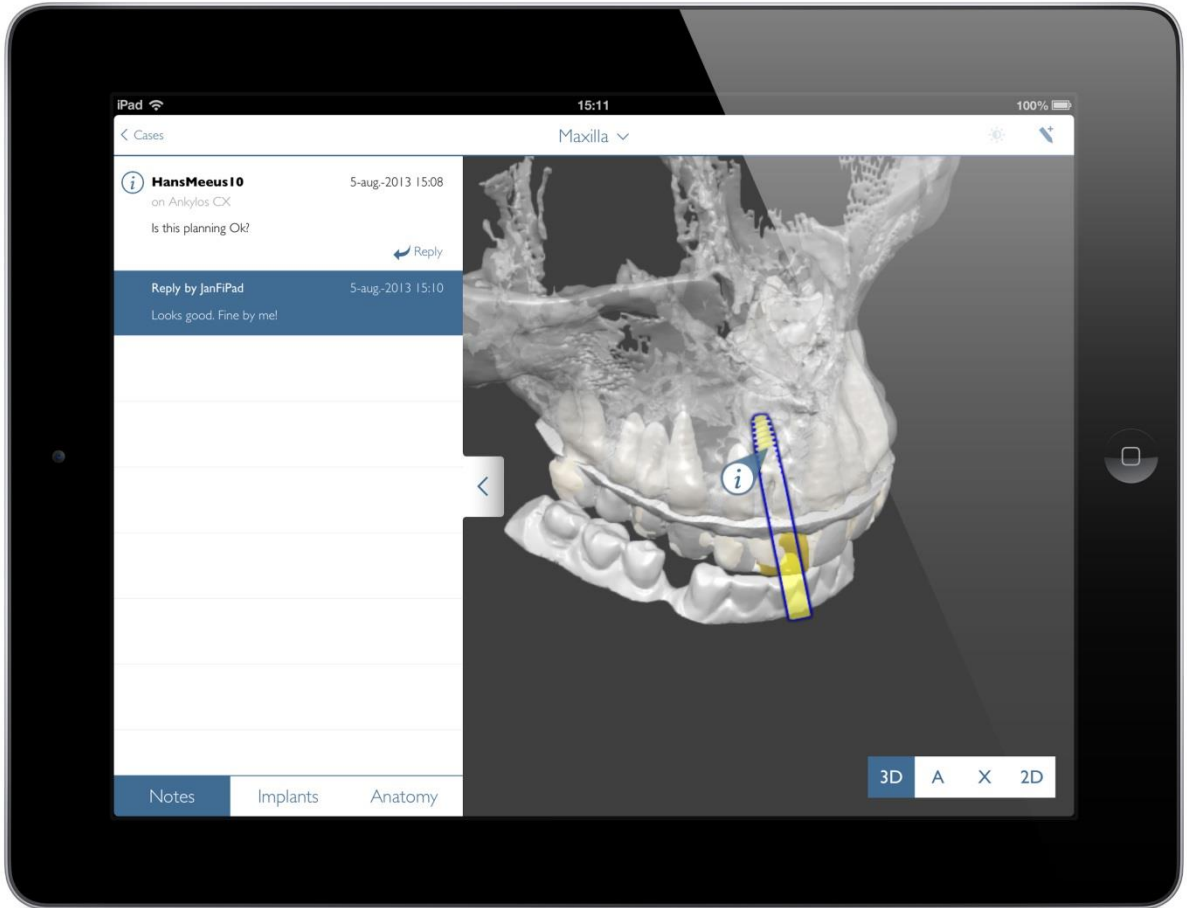 iPad
15:11
100%
Cases
Maxilla
HansMeeus10
5-aug.-2013 15:08
on Ankylos CX
Is this planning Ok?
Reply
Reply by JanFiPad
5-aug.-2013 15:10
Looks good. Fine by me!
Notes
Implants
Anatomy
3D
A
X
2D